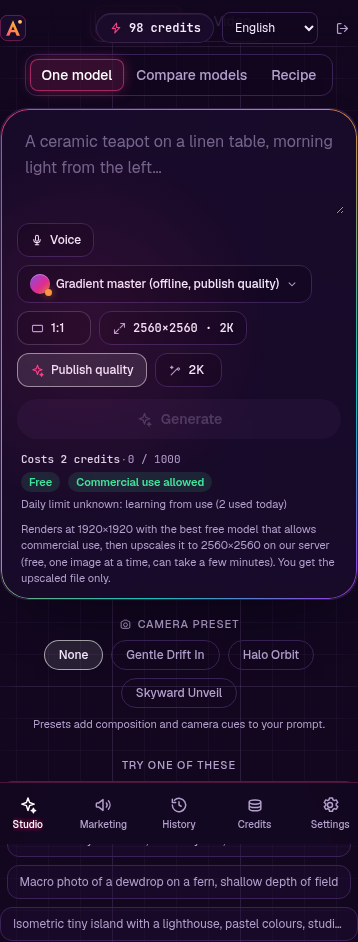 98 credits
English
One model
Compare models
Recipe
A ceramic teapot on a linen table, morning
light from the left…
Voice
Gradient master (offline, publish quality)
1:1
2560×2560 · 2K
Publish quality
2K
Generate
Costs 2 credits·0 / 1000
Free
Commercial use allowed
Daily limit unknown: learning from use (2 used today)
Renders at 1920×1920 with the best free model that allows
commercial use, then upscales it to 2560×2560 on our server
(free, one image at a time, can take a few minutes). You get the
upscaled file only.
CAMERA PRESET
None
Gentle Drift In
Halo Orbit
Skyward Unveil
Presets add composition and camera cues to your prompt.
TRY ONE OF THESE
Studio
Marketing
History
Credits
Settings
Macro photo of a dewdrop on a fern, shallow depth of field
Isometric tiny island with a lighthouse, pastel colours, studi…